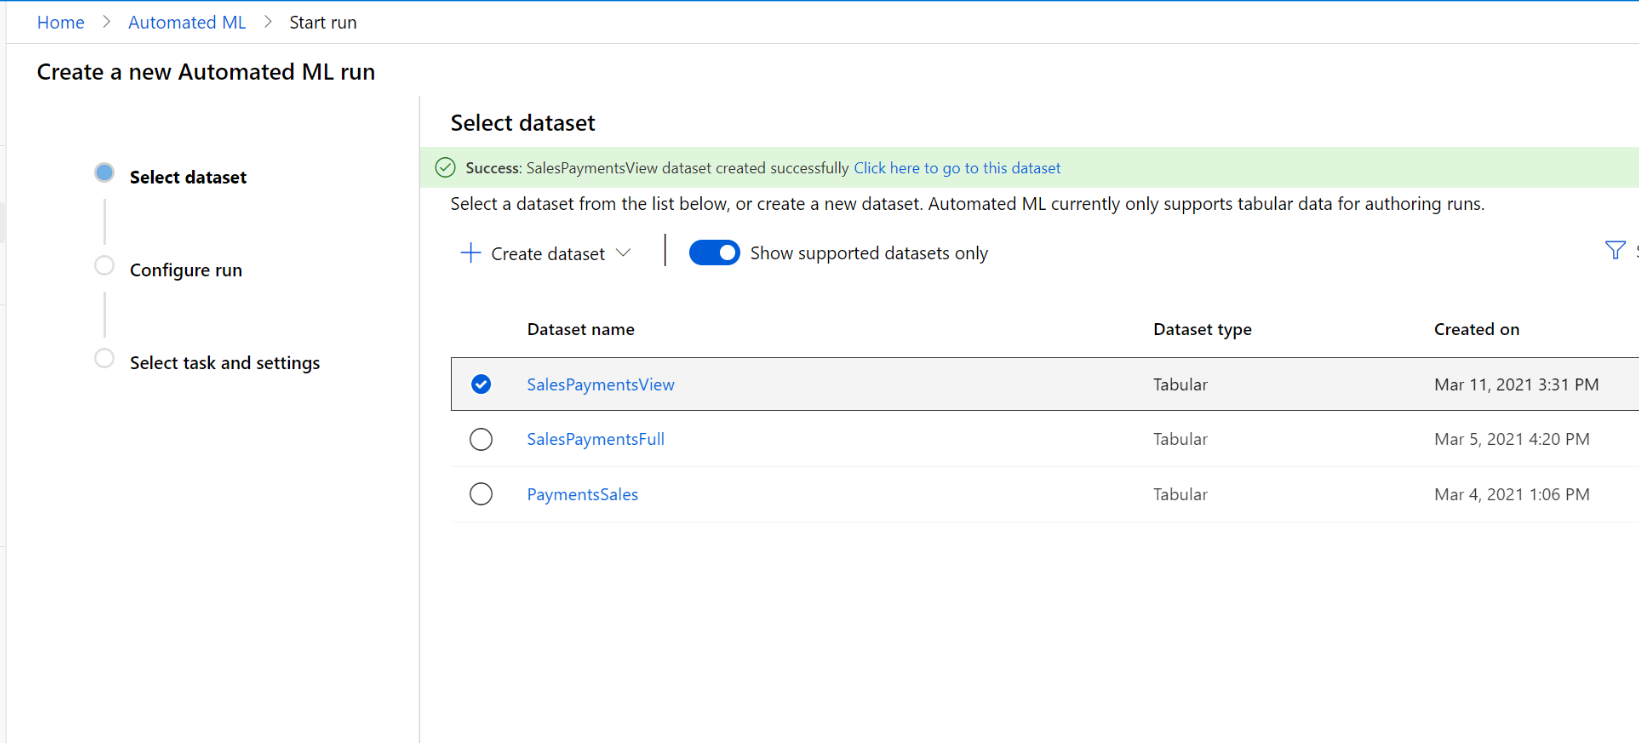 Home > Automated ML > Start run
Create a new Automated ML run
Select dataset
Configure run
Select task and settings
Select dataset
Success: SalesPaymentsView dataset created successfully Click here to go to this dataset
Select a dataset from the list below, or create a new dataset. Automated ML currently only supports tabular data for authoring runs.
Create dataset
Show supported datasets only
Dataset name Dataset type Created on
SalesPaymentsView Tabular Mar 11, 2021 3:31 PM
SalesPaymentsFull Tabular Mar 5, 2021 4:20 PM
PaymentsSales Tabular Mar 4, 2021 1:06 PM